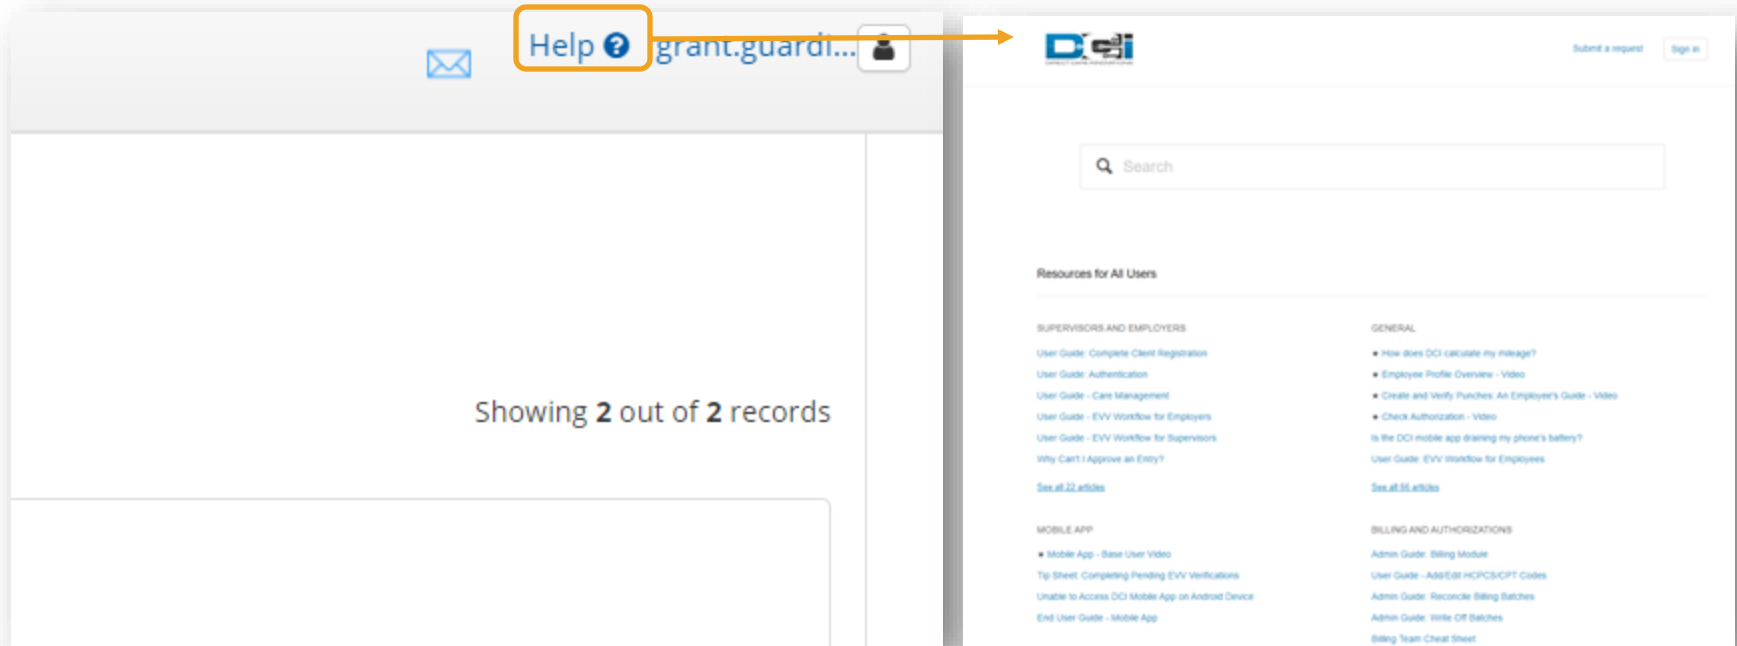 Help
grant.guardi...
Showing 2 out of 2 records
DCi
Submit a request
Sign in
Search
Resources for All Users
SUPERVISORS AND EMPLOYERS
User Guide: Complete Client Registration
User Guide: Authentication
User Guide - Care Management
User Guide - EVV Workflow for Employers
User Guide - EVV Workflow for Supervisors
Why Can't I Approve an Entry?
See all 22 articles
GENERAL
★ How does DCI calculate my mileage?
★ Employee Profile Overview - Video
★ Create and Verify Punches: An Employee's Guide - Video
★ Check Authorization - Video
Is the DCI mobile app draining my phone's battery?
User Guide: EVV Workflow for Employees
See all articles
MOBILE APP
★ Mobile App - Base User Video
Tip Sheet: Completing Pending EVV Verifications
Unable to Access DCI Mobile App on Android Device
End User Guide - Mobile App
BILLING AND AUTHORIZATIONS
Admin Guide: Billing Module
User Guide - Add/Edit HCPCS/CPT Codes
Admin Guide: Reconcile Billing Batches
Admin Guide: Write Off Batches
Billing Team Cheat Sheet